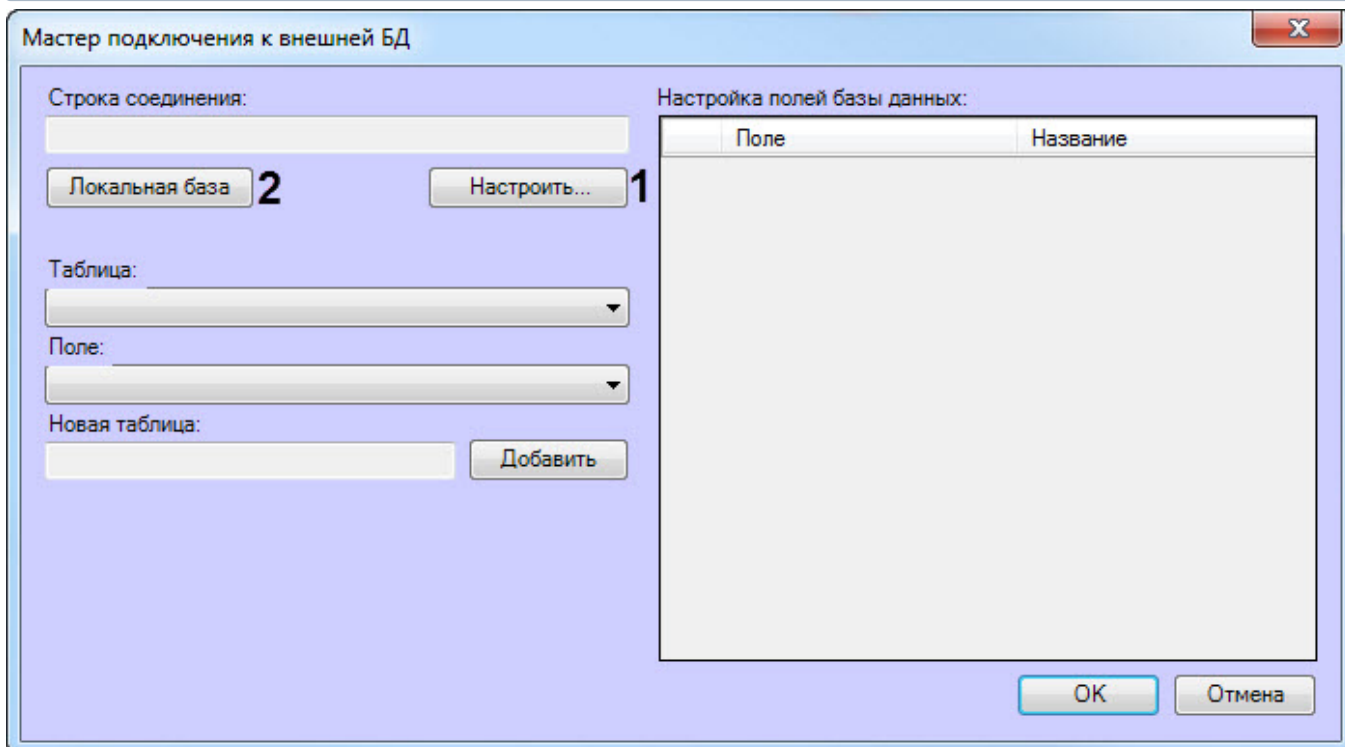 Мастер подключения к внешней БД
Строка соединения:
Локальная база 2 Настроить... 1
Таблица:
Поле:
Новая таблица:
Добавить
Настройка полей базы данных:
Поле Название
OK Отмена